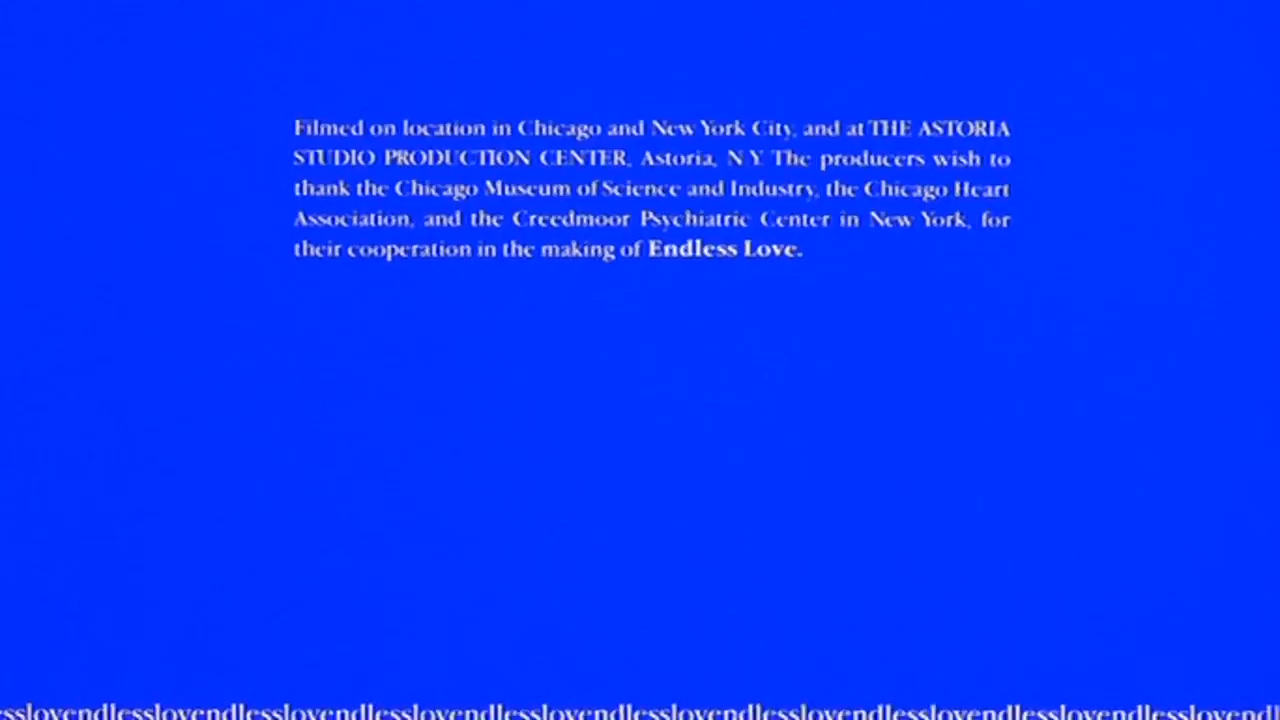 Filmed on location in Chicago and New York City, and at THE ASTORIA
STUDIO PRODUCTION CENTER, Astoria, N.Y. The producers wish to
thank the Chicago Museum of Science and Industry, the Chicago Heart
Association, and the Creedmoor Psychiatric Center in New York, for
their cooperation in the making of Endless Love.
esslovendlesslovendlesslovendlesslovendlesslovendlesslovendlesslovendlesslovendl